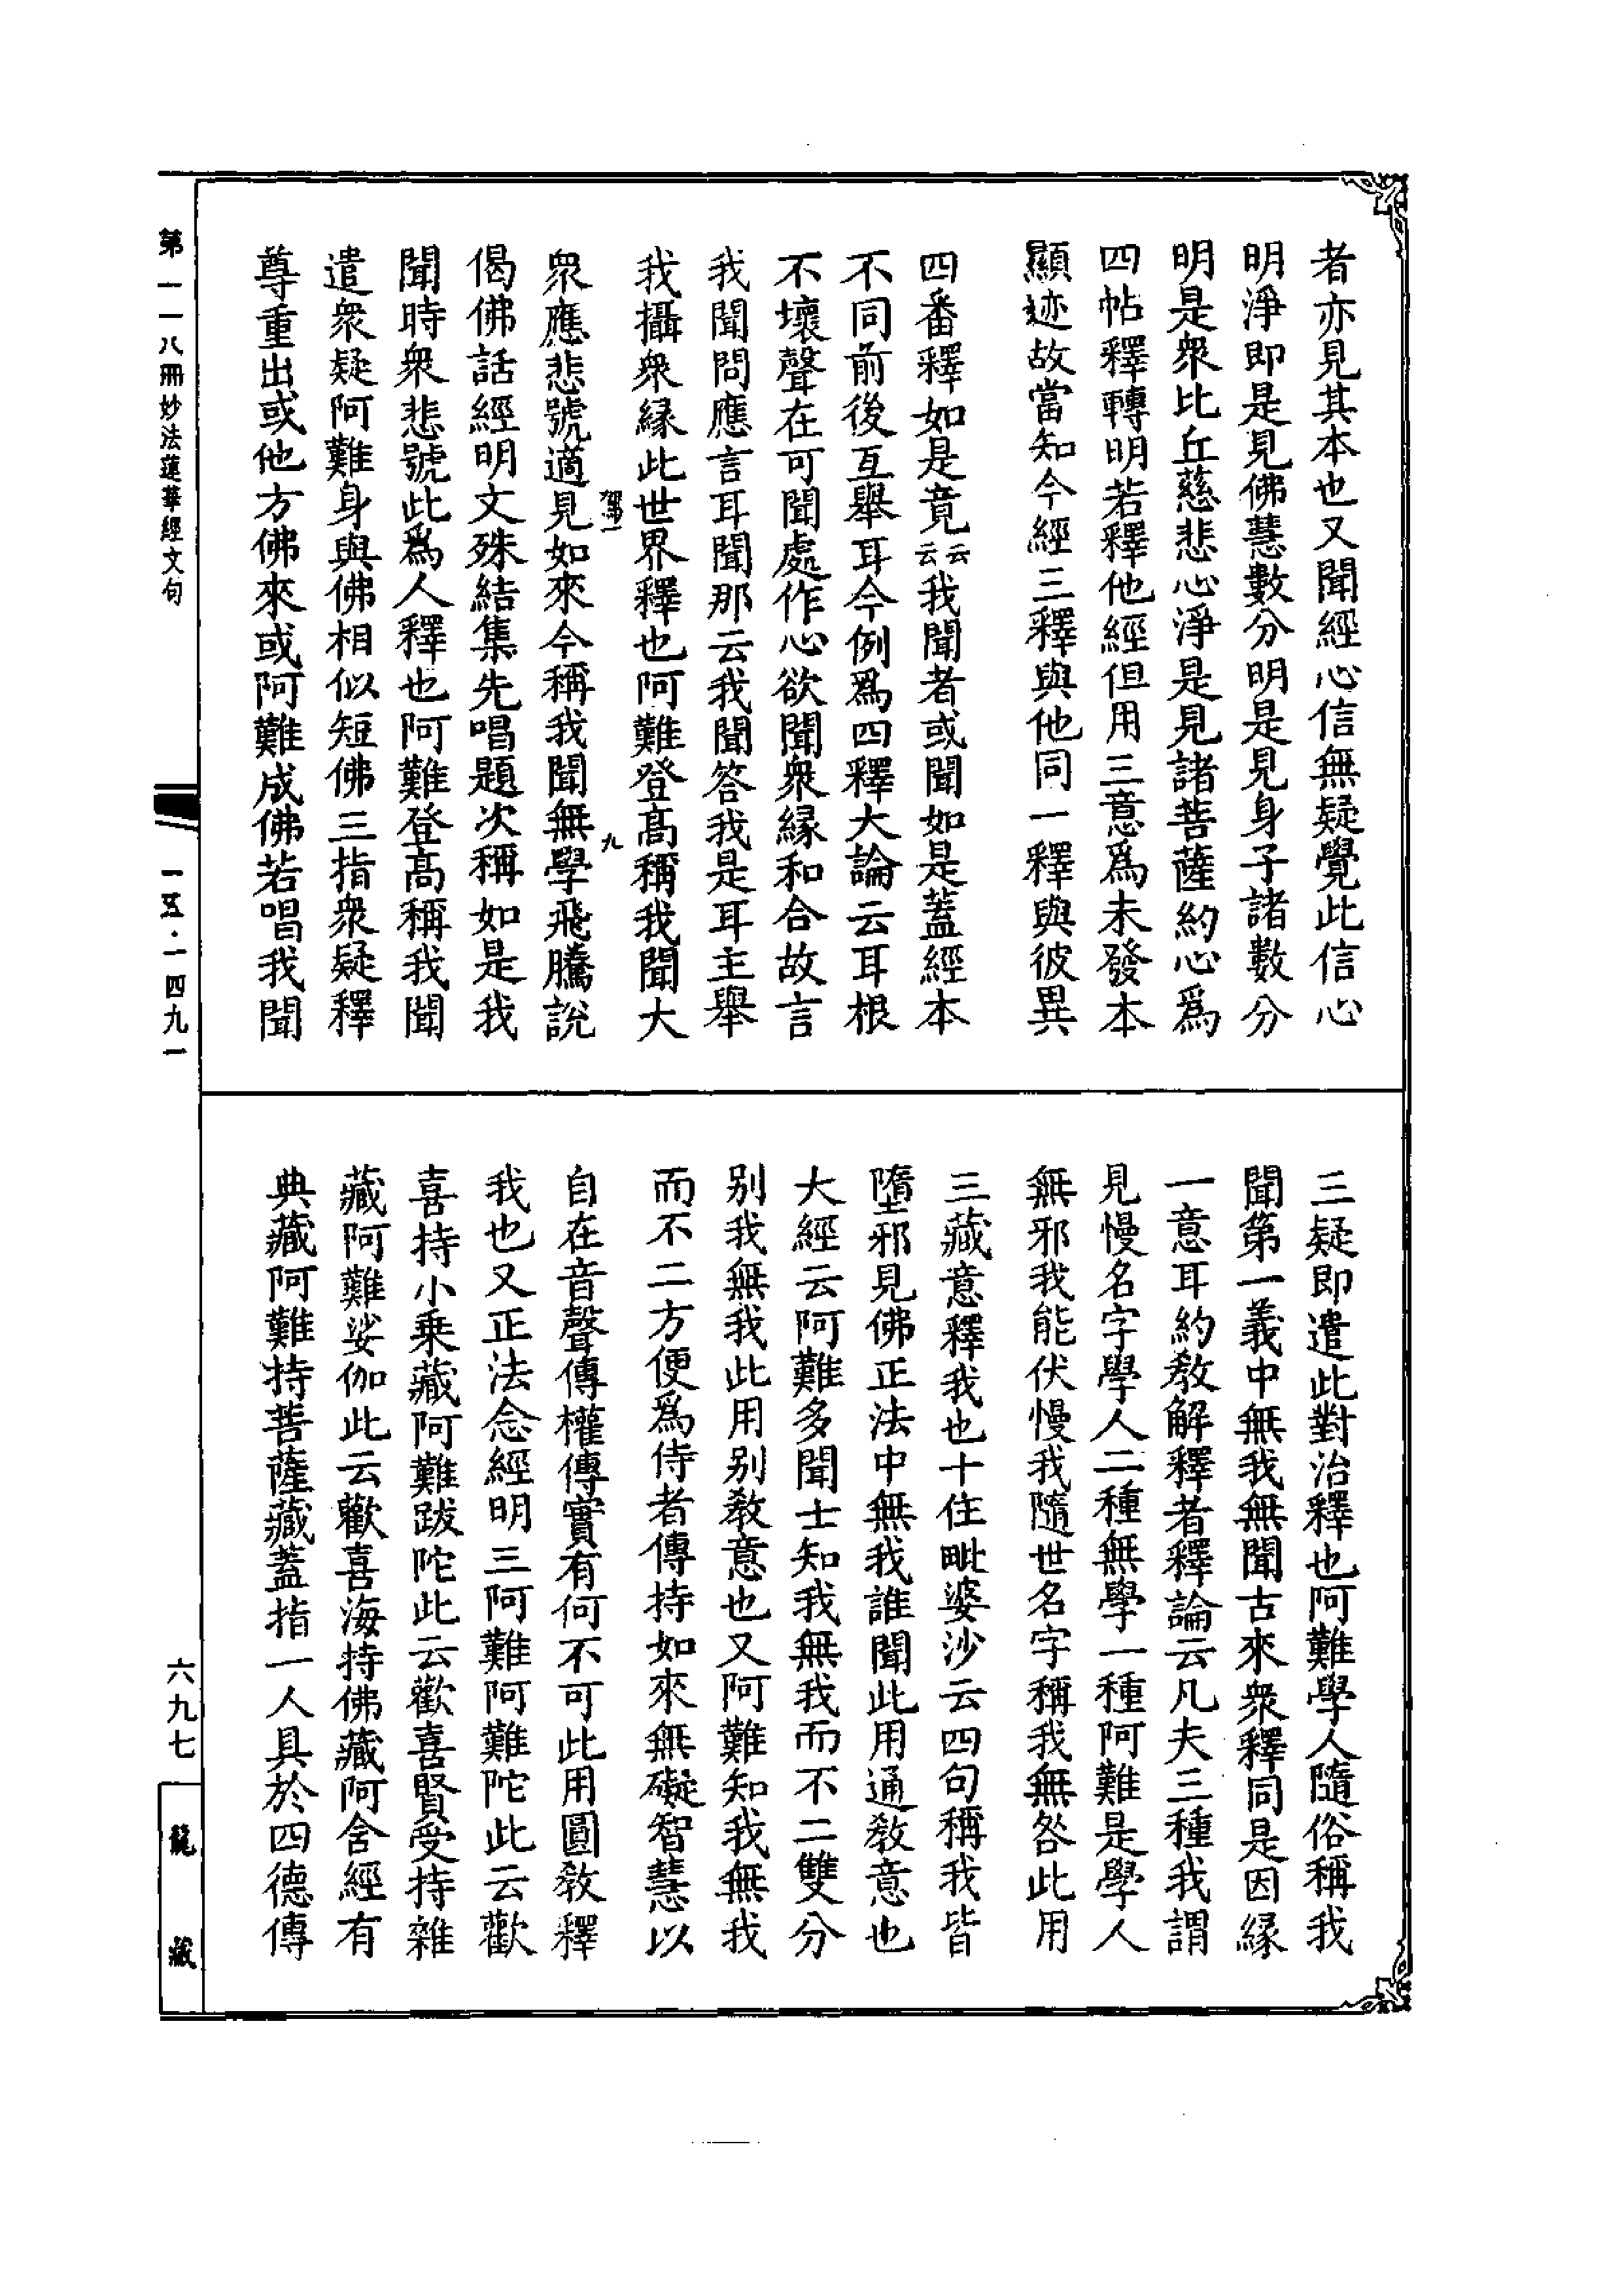 者亦見其本也又聞經心信無疑覺此信心
明淨即是見佛慧數分明是見身子諸數分
明是衆比丘慈悲心淨是見諸菩薩約心爲
四帖釋轉明若釋他經但用三意爲未發本
顯迹故當知今經三釋與他同一釋與彼異
四番釋如是竟云云我聞者或聞如是蓋經本
不同前後互舉耳今例爲四釋大論云耳根
不壞聲在可聞處作心欲聞衆緣和合故言
我聞問應言耳聞那云我聞答我是耳主舉
我攝衆緣此世界釋也阿難登高稱我聞大
九
衆應悲號適見如來今稱我聞無學飛騰說
偈佛話經明文殊結集先唱題次稱如是我
聞時衆悲號此爲人釋也阿難登高稱我聞
遣衆疑阿難身與佛相似短佛三指衆疑釋
尊重出或他方佛來或阿難成佛若唱我聞
三疑即遣此對治釋也阿難學人隨俗稱我
聞第一義中無我無聞古來衆釋同是因緣
一意耳約教解釋者釋論云凡夫三種我謂
見慢名字學人二種無學一種阿難是學人
無邪我能伏慢我隨世名字稱我無咎此用
三藏意釋我也十住毗婆沙云四句稱我皆
墮邪見佛正法中無我誰聞此用通教意也
大經云阿難多聞士知我無我而不二雙分
別我無我此用別教意也又阿難知我無我
而不二方便爲侍者傳持如來無礙智慧以
自在音聲傳權傳實有何不可此用圓教釋
我也又正法念經明三阿難阿難陀此云歡
喜持小乗藏阿難跋陀此云歡喜賢受持雜
藏阿難娑伽此云歡喜海持佛藏阿含經有
典藏阿難持菩薩藏蓋指一人具於四德傳
第一一八冊妙法蓮華經文句
一五·一四九一
六九七
龍藏